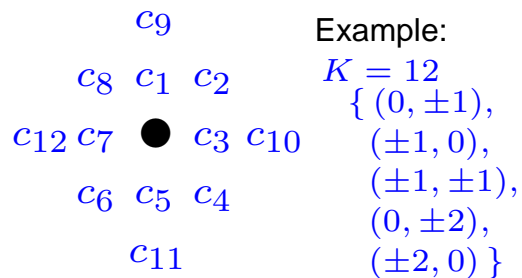 c₉
c₈ c₁ c₂
c₁₂ c₇ ● c₃ c₁₀
c₆ c₅ c₄
c₁₁
Example:
K = 12
{ (0, ±1),
(±1, 0),
(±1, ±1),
(0, ±2),
(±2, 0) }